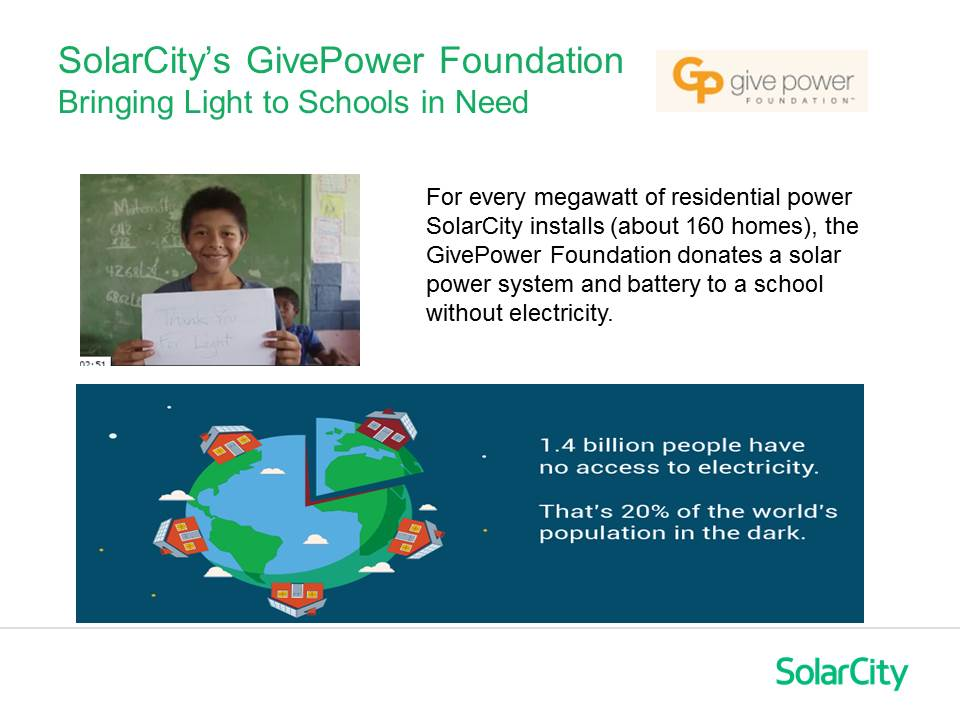 SolarCity’s GivePower Foundation
Bringing Light to Schools in Need
GP give power
FOUNDATION™
Thank You
For Light
02:51
For every megawatt of residential power
SolarCity installs (about 160 homes), the
GivePower Foundation donates a solar
power system and battery to a school
without electricity.
1.4 billion people have
no access to electricity.
That’s 20% of the world’s
population in the dark.
SolarCity